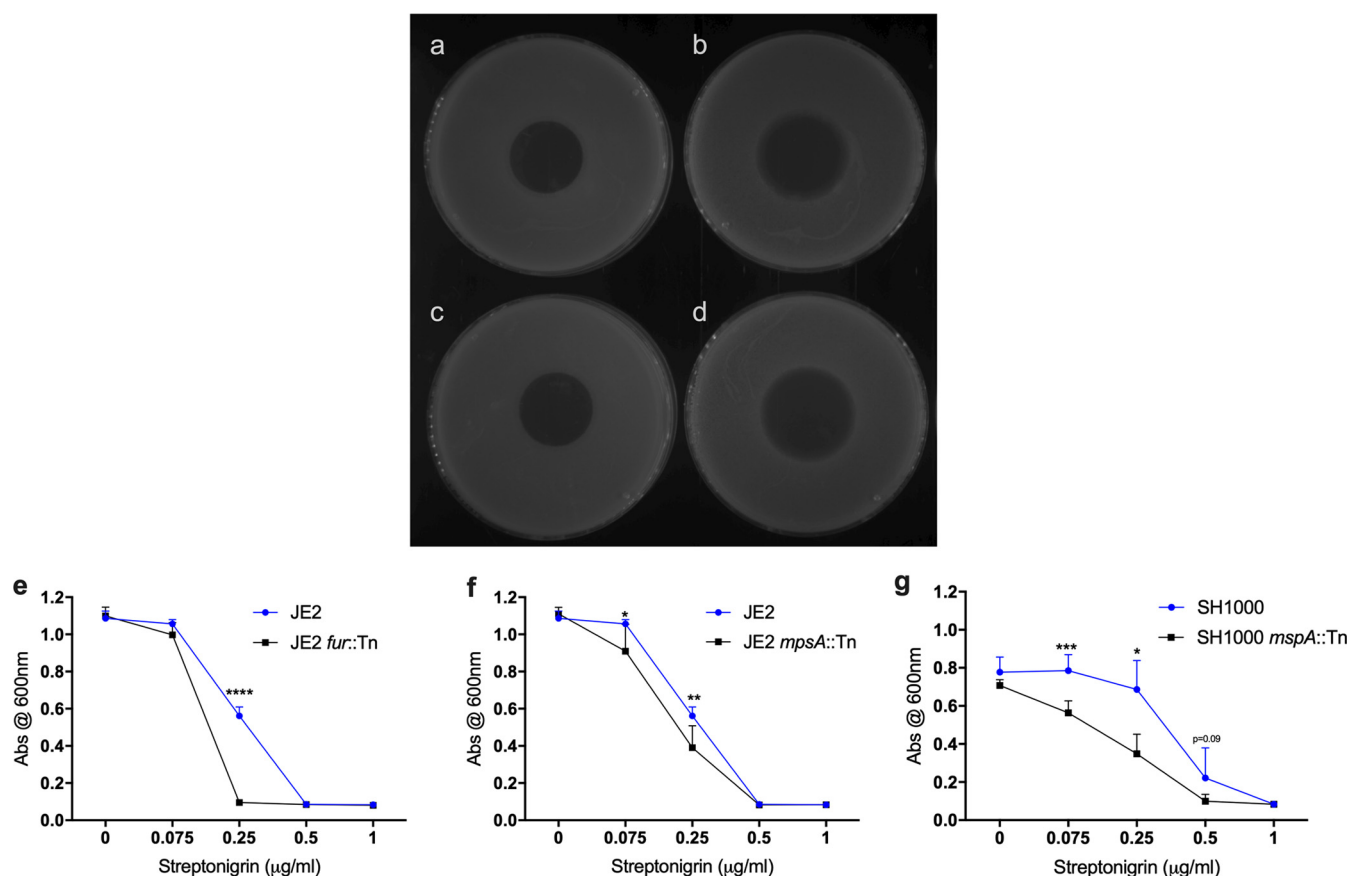 a
b
c
d
e
JE2
JE2 fur::Tn
****
Abs @ 600nm
1.2
1.0
0.8
0.6
0.4
0.2
0.0
0 0.075 0.25 0.5 1
Streptonigrin (μg/ml)
f
JE2
JE2 mpsA::Tn
*
**
Abs @ 600nm
1.2
1.0
0.8
0.6
0.4
0.2
0.0
0 0.075 0.25 0.5 1
Streptonigrin (μg/ml)
g
SH1000
SH1000 mspA::Tn
***
*
p=0.09
Abs @ 600nm
1.2
1.0
0.8
0.6
0.4
0.2
0.0
0 0.075 0.25 0.5 1
Streptonigrin (μg/ml)